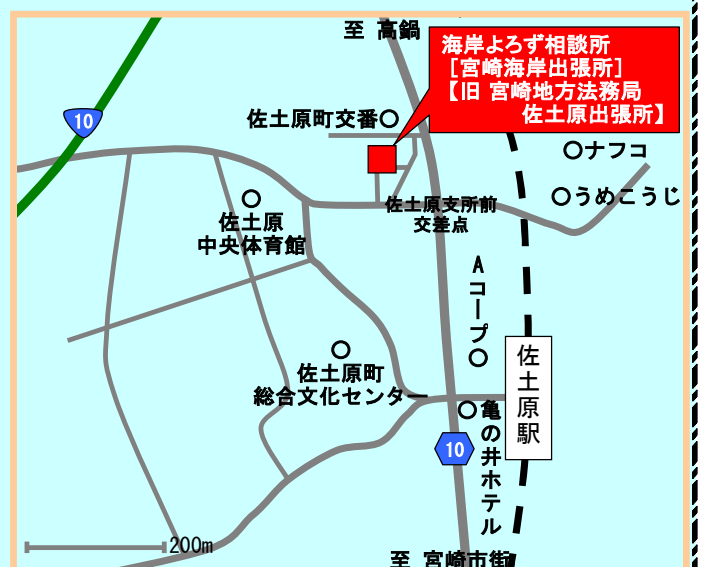 至 高鍋
海岸よろず相談所
［宮崎海岸出張所］
【旧 宮崎地方法務局
佐土原出張所】
10
佐土原町交番
ナフコ
うめこうじ
佐土原
中央体育館
佐土原支所前
交差点
Aコープ
佐土原町
総合文化センター
佐土原駅
亀の井ホテル
10
200m
至 宮崎市街